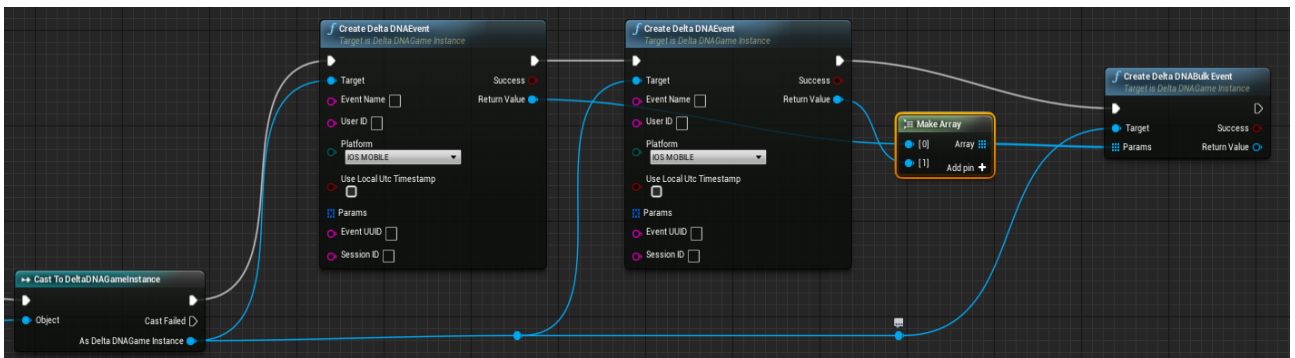 Create Delta DNAEvent
Target is Delta DNAGame Instance
Target
Success
Event Name
Return Value
User ID
Platform
IOS MOBILE
Use Local Utc Timestamp
Params
Event UUID
Session ID
Create Delta DNAEvent
Target is Delta DNAGame Instance
Target
Success
Event Name
Return Value
User ID
Platform
IOS MOBILE
Use Local Utc Timestamp
Params
Event UUID
Session ID
Make Array
[0]
Array
[1]
Add pin +
Create Delta DNABulk Event
Target is Delta DNAGame Instance
Target
Success
Params
Return Value
Cast To DeltaDNAGameInstance
Object
Cast Failed
As Delta DNAGame Instance